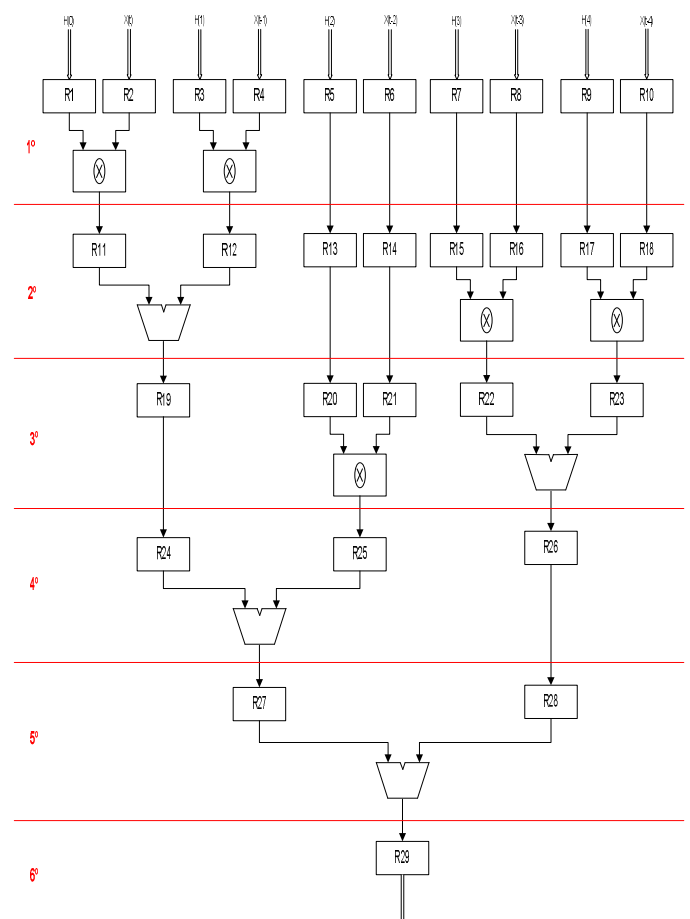 H(0) X(t) H(1) X(t-1) H(2) X(t-2) H(3) X(t-3) H(4) X(t-4)
R1 R2 R3 R4 R5 R6 R7 R8 R9 R10
1º
X X
R11 R12 R13 R14 R15 R16 R17 R18
2º
X X
R19 R20 R21 R22 R23
3º
X
R24 R25 R26
4º
R27 R28
5º
R29
6º